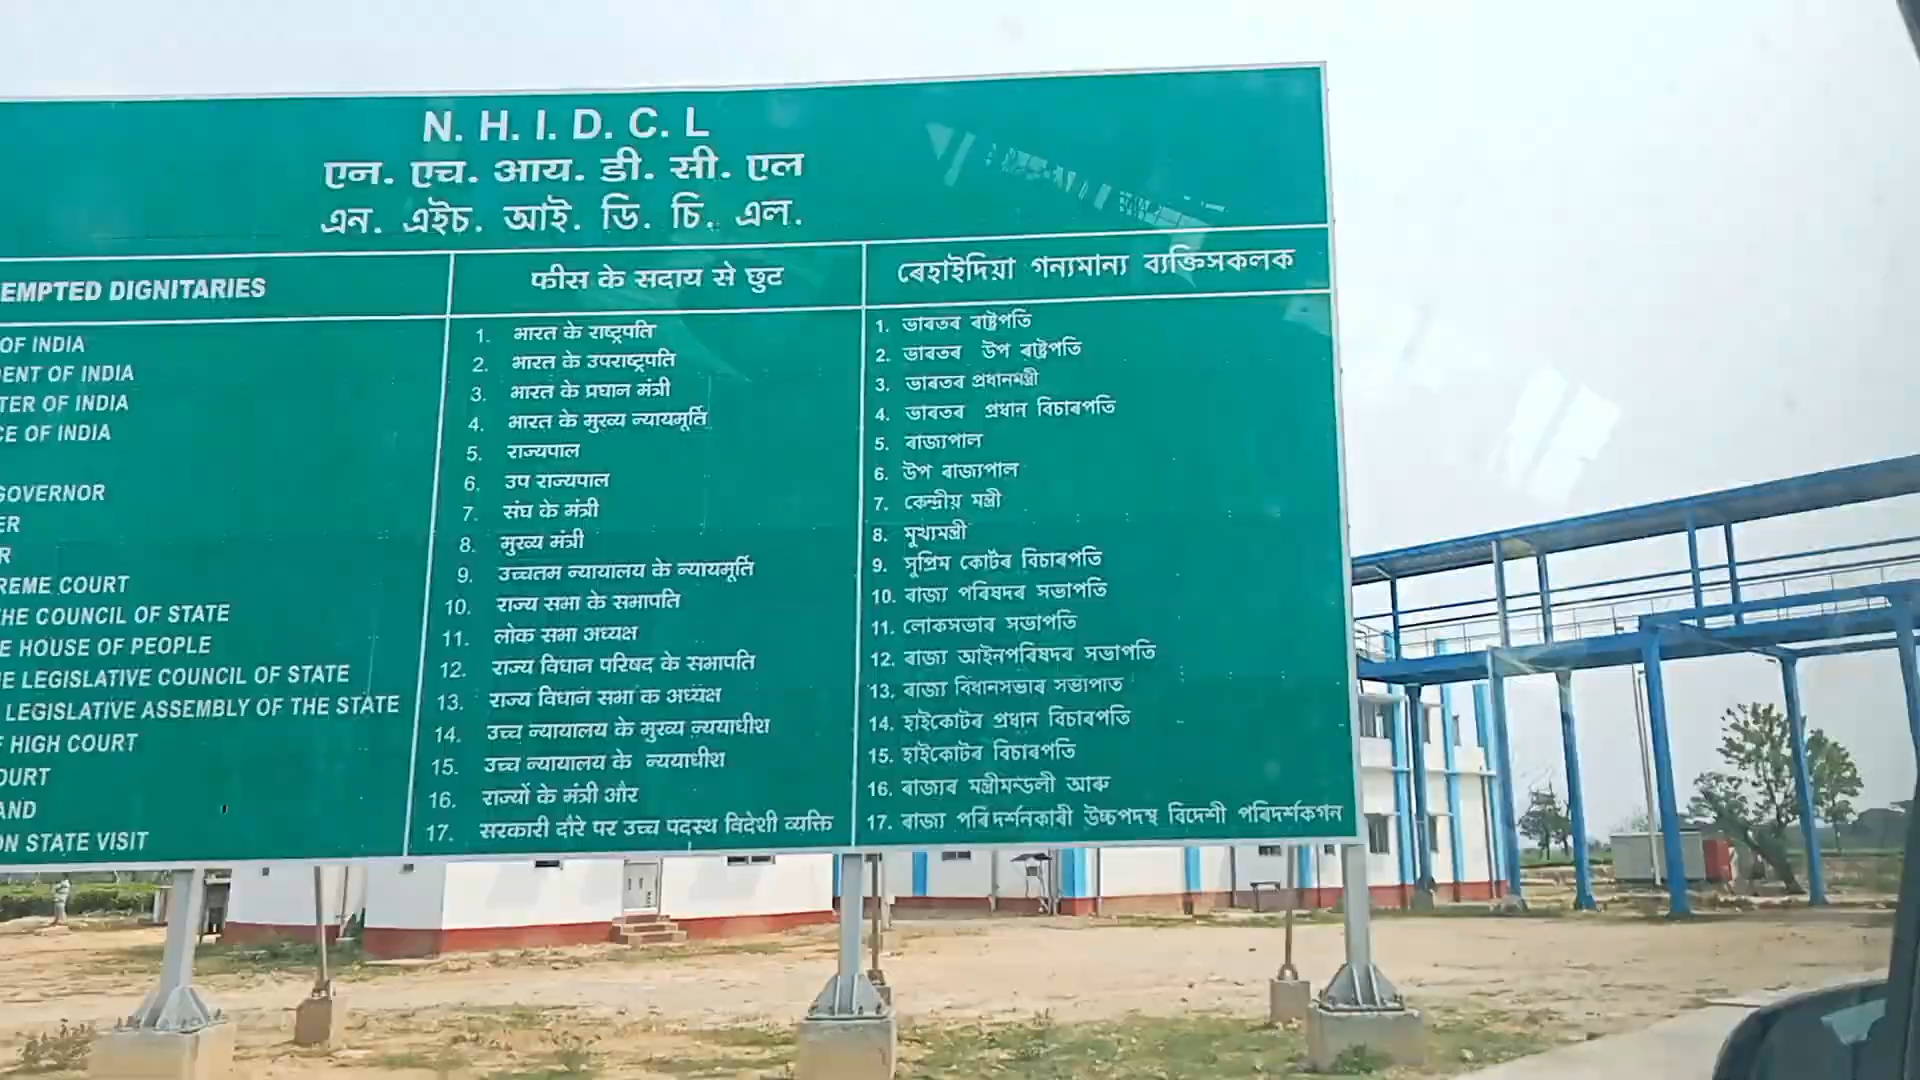 N. H. I. D. C. L
एन. एच. आय. डी. सी. एल
এন. এইচ. আই. ডি. চি. এল.
EMPTED DIGNITARIES
OF INDIA
DENT OF INDIA
TER OF INDIA
CE OF INDIA
GOVERNOR
ER
R
REME COURT
HE COUNCIL OF STATE
E HOUSE OF PEOPLE
E LEGISLATIVE COUNCIL OF STATE
LEGISLATIVE ASSEMBLY OF THE STATE
F HIGH COURT
OURT
AND
ON STATE VISIT
फीस के सदाय से छुट
1. भारत के राष्ट्रपति
2. भारत के उपराष्ट्रपति
3. भारत के प्रघान मंत्री
4. भारत के मुख्य न्यायमूर्ति
5. राज्यपाल
6. उप राज्यपाल
7. संघ के मंत्री
8. मुख्य मंत्री
9. उच्चतम न्यायालय के न्यायमूर्ति
10. राज्य सभा के सभापति
11. लोक सभा अध्यक्ष
12. राज्य विधान परिषद के सभापति
13. राज्य विधान सभा क अध्यक्ष
14. उच्च न्यायालय के मुख्य न्ययाधीश
15. उच्च न्यायालय के न्ययाधीश
16. राज्यों के मंत्री और
17. सरकारी दौरे पर उच्च पदस्थ विदेशी व्यक्ति
ৰেহাইদিয়া গন্যমান্য ব্যক্তিসকলক
1. ভাৰতৰ ৰাষ্ট্ৰপতি
2. ভাৰতৰ উপ ৰাষ্ট্ৰপতি
3. ভাৰতৰ প্ৰধানমন্ত্ৰী
4. ভাৰতৰ প্ৰধান বিচাৰপতি
5. ৰাজ্যপাল
6. উপ ৰাজ্যপাল
7. কেন্দ্ৰীয় মন্ত্ৰী
8. মুখ্যমন্ত্ৰী
9. সুপ্ৰিম কোৰ্টৰ বিচাৰপতি
10. ৰাজ্য পৰিষদৰ সভাপতি
11. লোকসভাৰ সভাপতি
12. ৰাজ্য আইনপৰিষদৰ সভাপতি
13. ৰাজ্য বিধানসভাৰ সভাপাত
14. হাইকোটৰ প্ৰধান বিচাৰপতি
15. হাইকোটৰ বিচাৰপতি
16. ৰাজ্যৰ মন্ত্ৰীমন্ডলী আৰু
17. ৰাজ্য পৰিদৰ্শনকাৰী উচ্চপদস্থ বিদেশী পৰিদৰ্শকগন